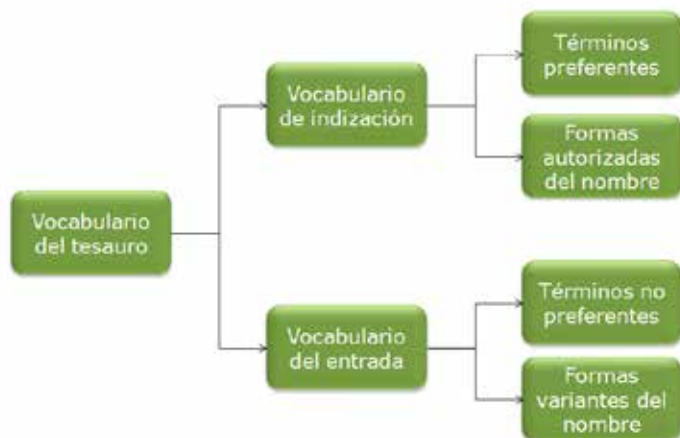 Vocabulario
del tesauro
Vocabulario
de indización
Términos
preferentes
Formas
autorizadas
del nombre
Vocabulario
del entrada
Términos no
preferentes
Formas
variantes del
nombre